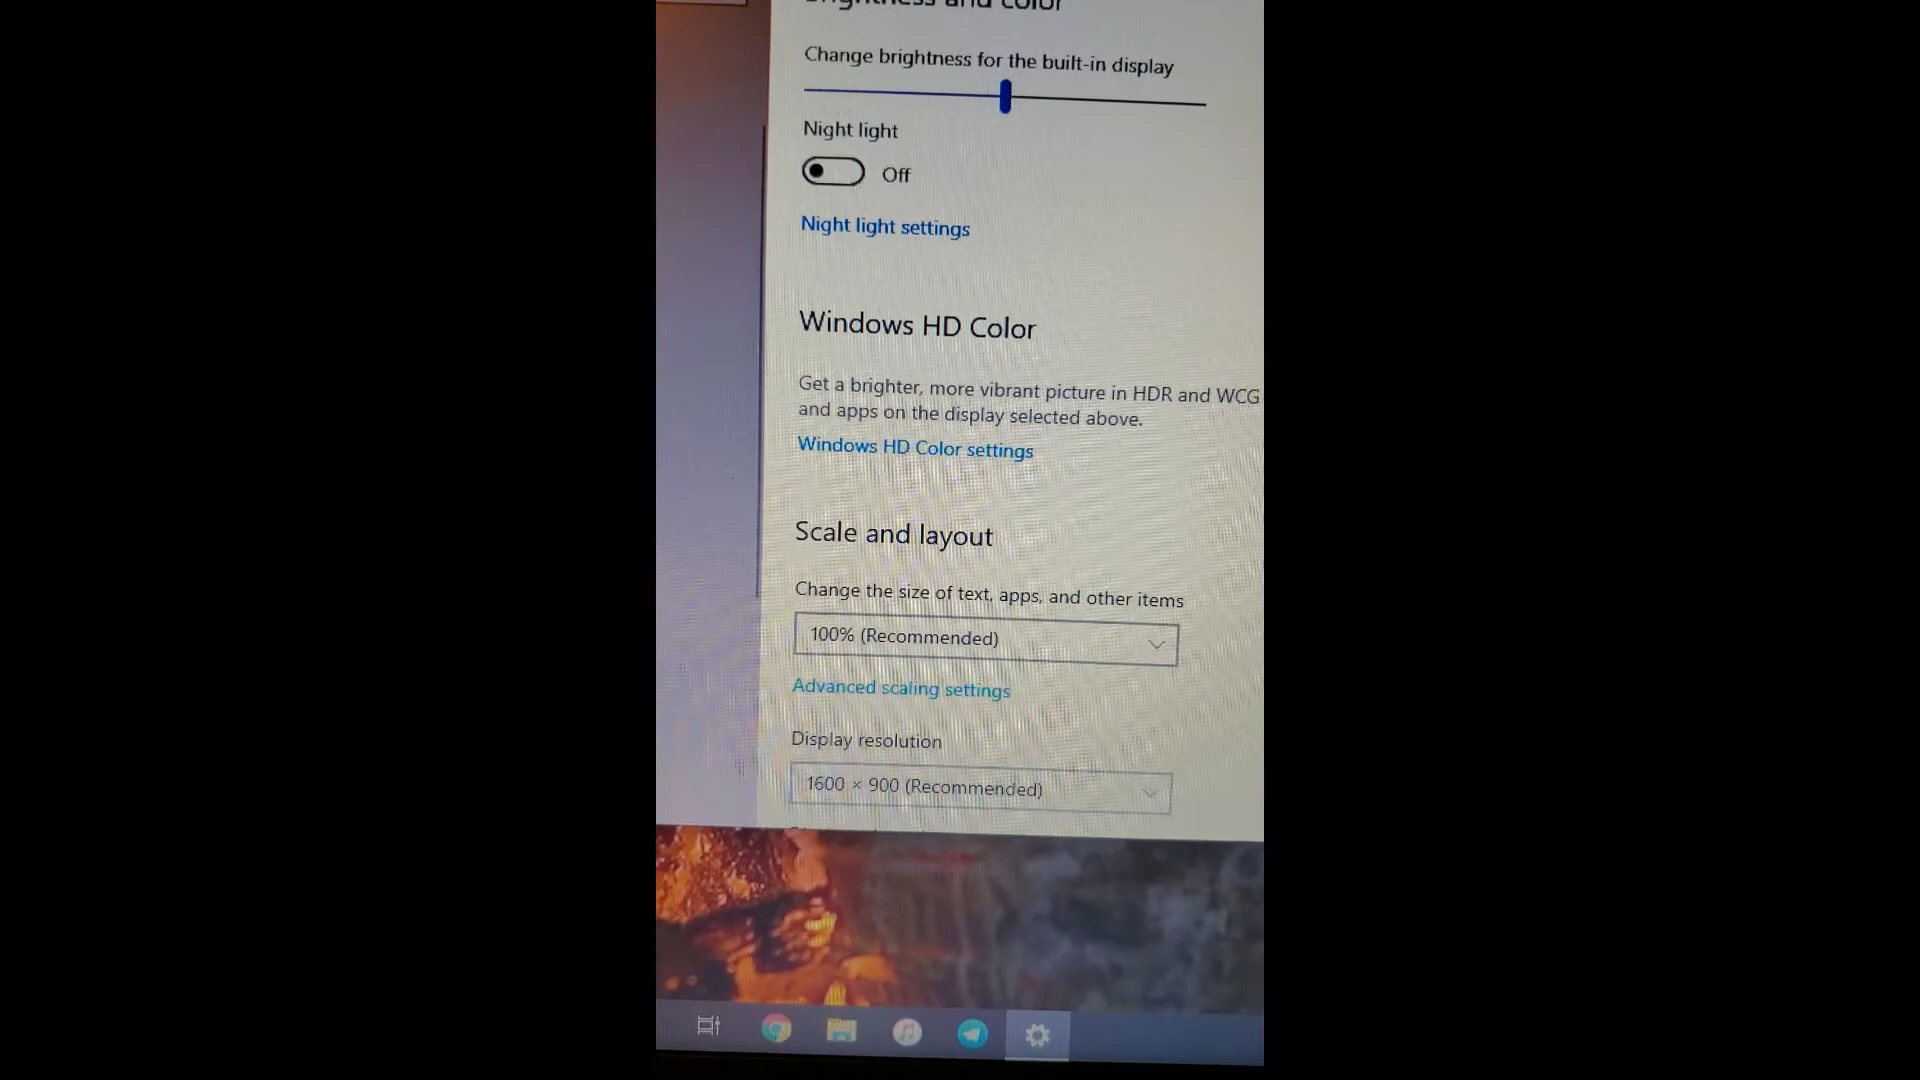 Brightness and color
Change brightness for the built-in display
Night light
Off
Night light settings
Windows HD Color
Get a brighter, more vibrant picture in HDR and WCG
and apps on the display selected above.
Windows HD Color settings
Scale and layout
Change the size of text, apps, and other items
100% (Recommended)
Advanced scaling settings
Display resolution
1600 × 900 (Recommended)